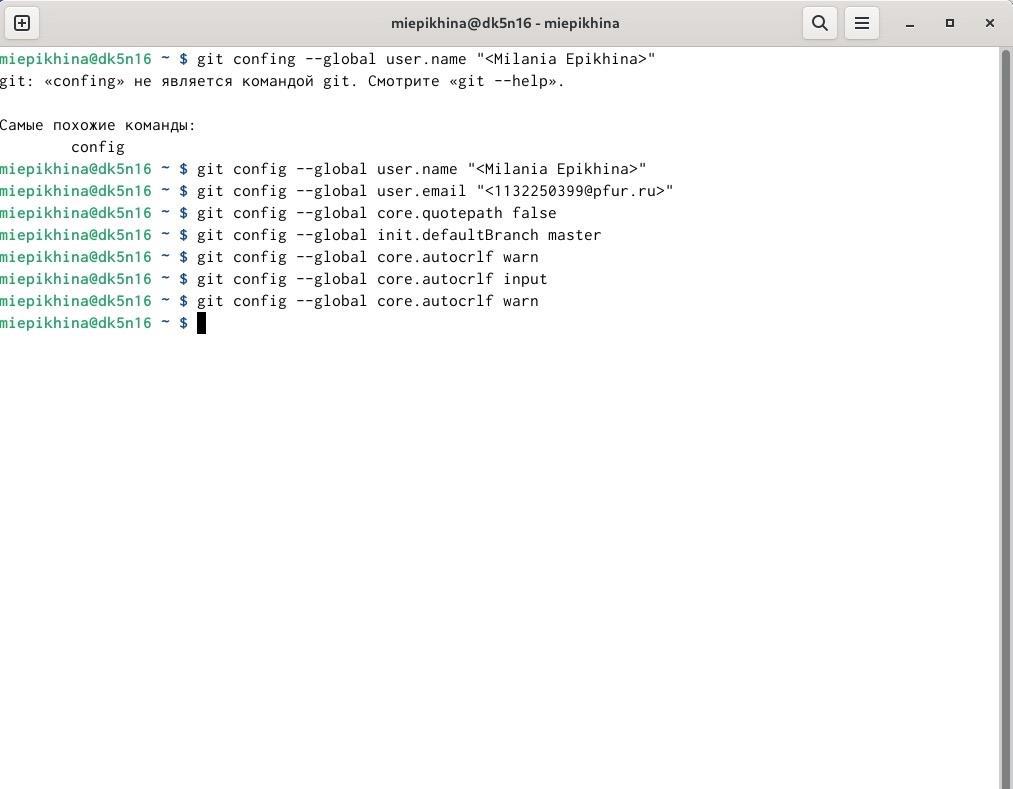 miepikhina@dk5n16 - miepikhina
miepikhina@dk5n16 ~ $ git confing --global user.name "<Milania Epikhina>"
git: «confing» не является командой git. Смотрите «git --help».
Самые похожие команды:
config
miepikhina@dk5n16 ~ $ git config --global user.name "<Milania Epikhina>"
miepikhina@dk5n16 ~ $ git config --global user.email "<1132250399@pfur.ru>"
miepikhina@dk5n16 ~ $ git config --global core.quotepath false
miepikhina@dk5n16 ~ $ git config --global init.defaultBranch master
miepikhina@dk5n16 ~ $ git config --global core.autocrlf warn
miepikhina@dk5n16 ~ $ git config --global core.autocrlf input
miepikhina@dk5n16 ~ $ git config --global core.autocrlf warn
miepikhina@dk5n16 ~ $